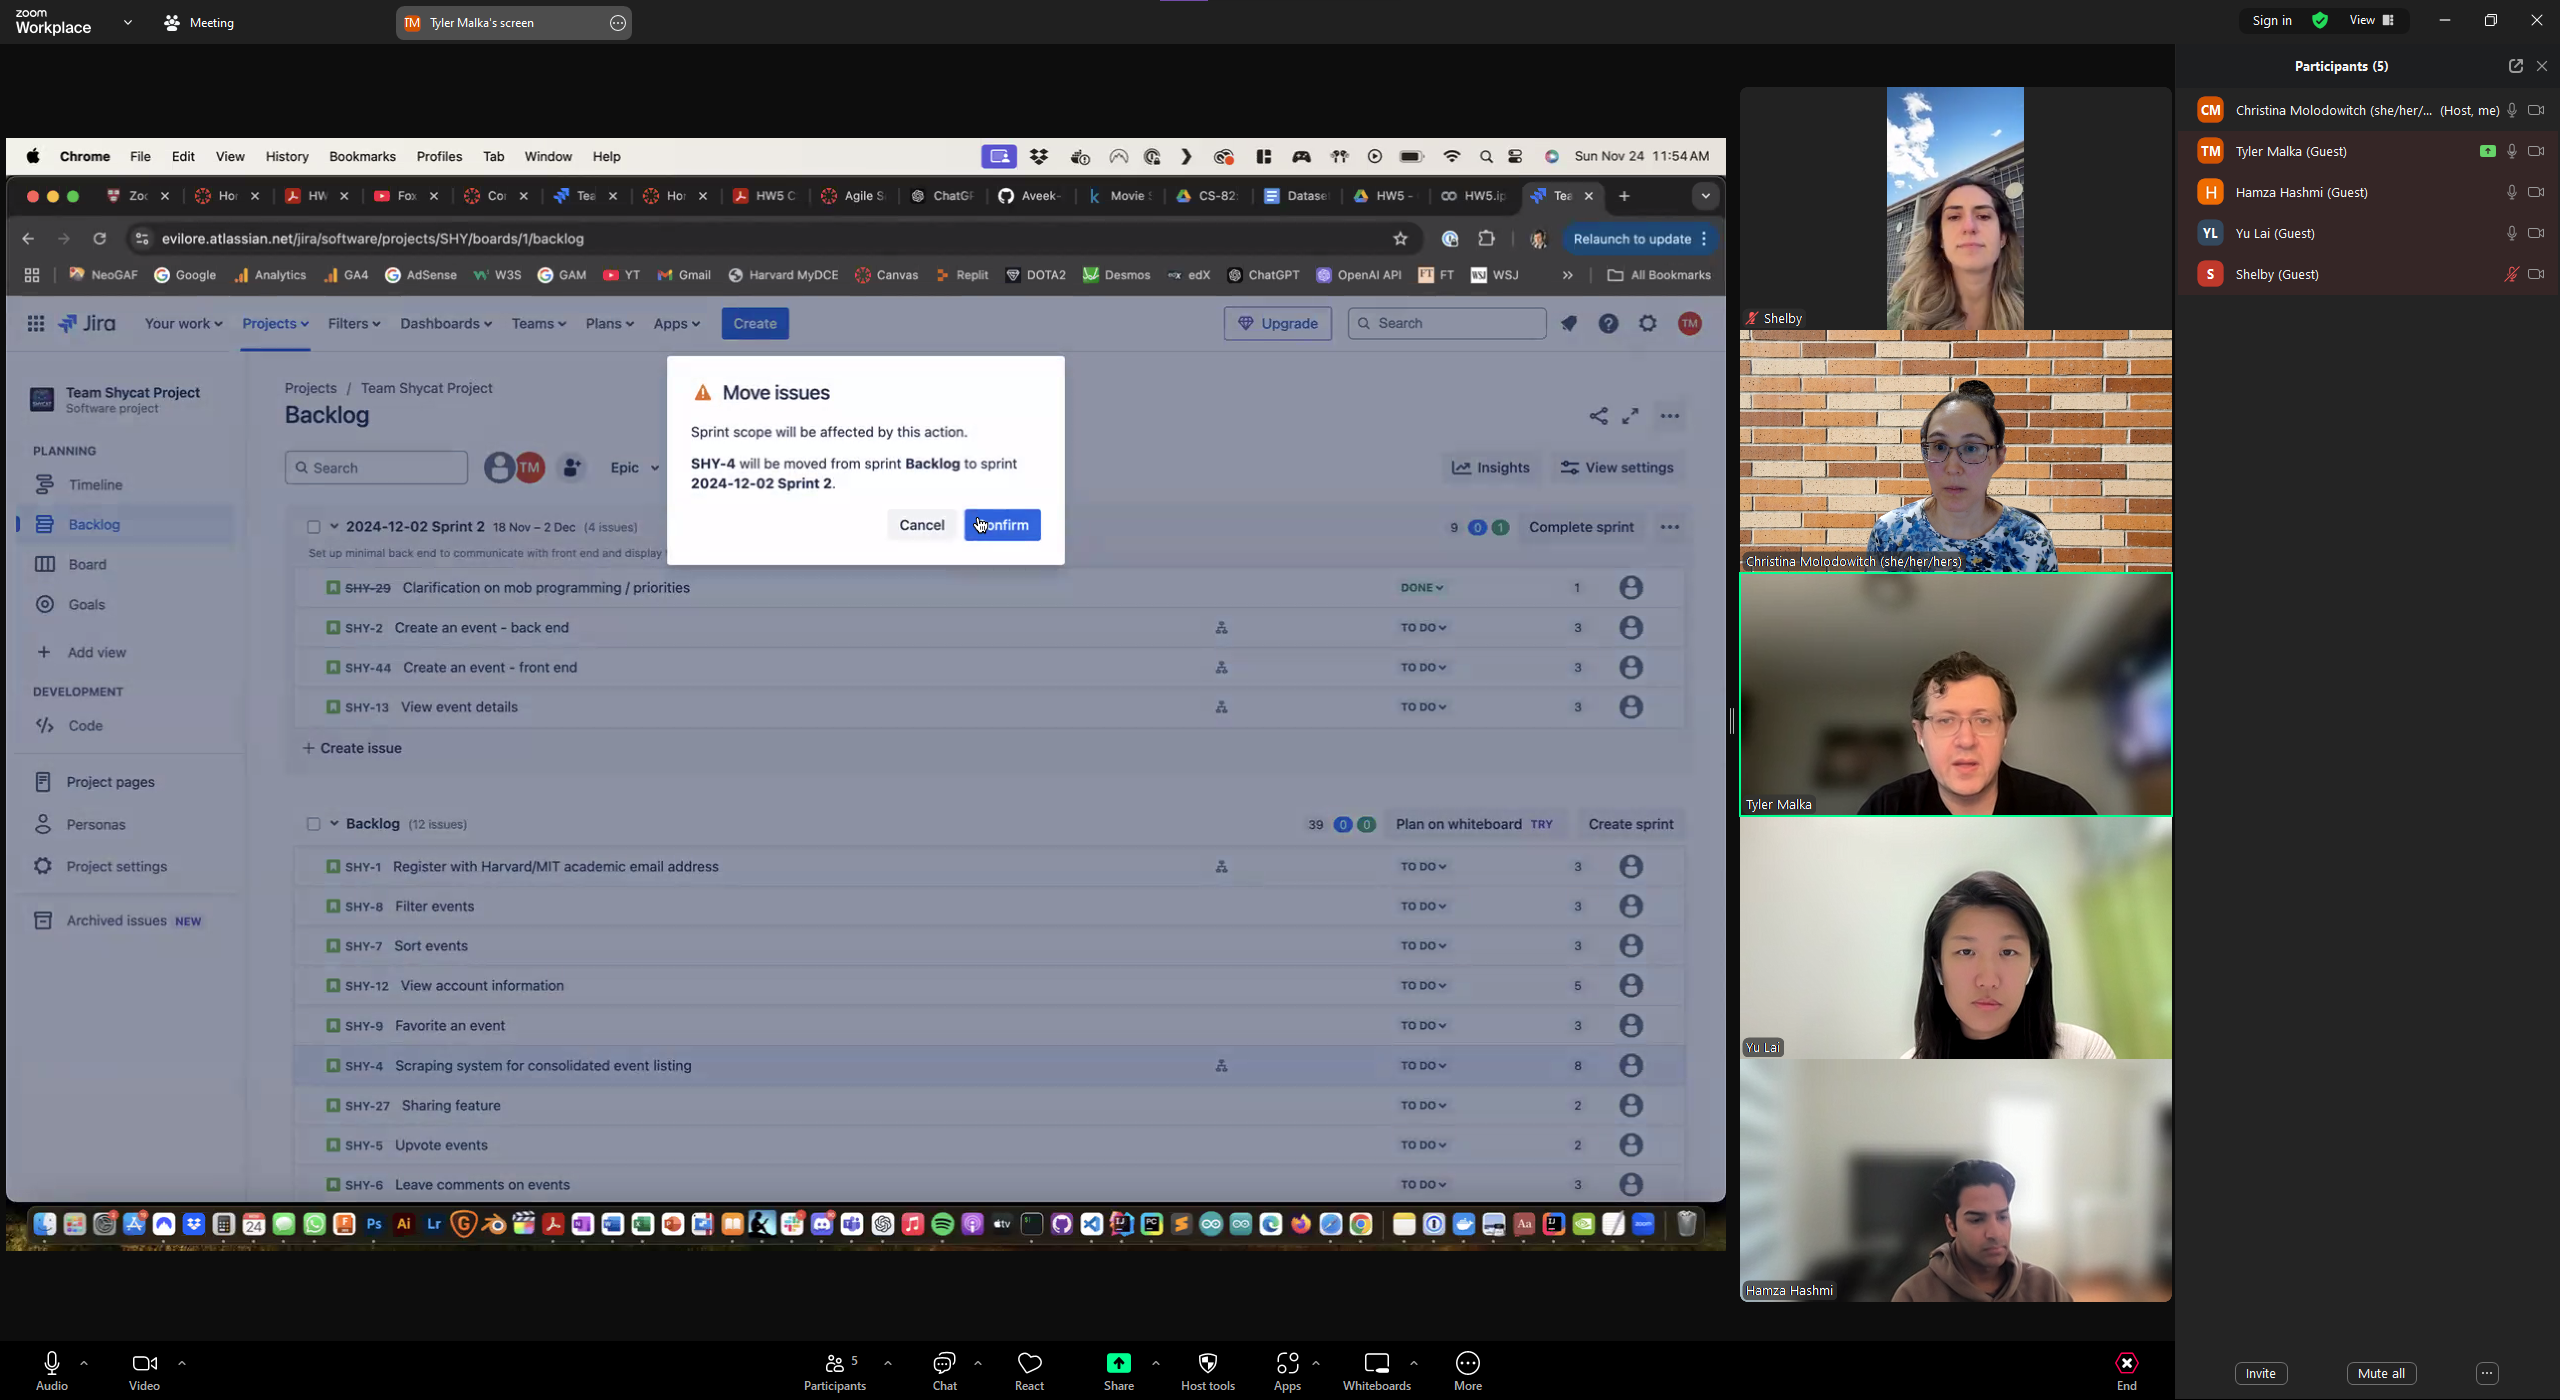 zoom
Workplace
Meeting
TM Tyler Malka's screen
Sign in
View
Participants (5)
CM Christina Molodowitch (she/her/... (Host, me)
TM Tyler Malka (Guest)
H Hamza Hashmi (Guest)
YL Yu Lai (Guest)
S Shelby (Guest)
Chrome File Edit View History Bookmarks Profiles Tab Window Help
Sun Nov 24 11:54 AM
Zoc Hor HW Fox Cor Tea Hor HW5 C Agile S ChatGP Aveek- Movie S CS-82 Datase HW5 - HW5.ip Tea
evilore.atlassian.net/jira/software/projects/SHY/boards/1/backlog
Relaunch to update
NeoGAF Google Analytics GA4 AdSense W3S GAM YT Gmail Harvard MyDCE Canvas Replit DOTA2 Desmos edX ChatGPT OpenAI API FT FT WSJ WSJ » All Bookmarks
Jira Your work Projects Filters Dashboards Teams Plans Apps Create
Upgrade Search TM
Team Shycat Project
Software project
PLANNING
Timeline
Backlog
Board
Goals
Add view
DEVELOPMENT
Code
Project pages
Personas
Project settings
Archived issues NEW
Projects / Team Shycat Project
Backlog
Search TM Epic
Insights View settings
Move issues
Sprint scope will be affected by this action.
SHY-4 will be moved from sprint Backlog to sprint
2024-12-02 Sprint 2.
Cancel onfirm
2024-12-02 Sprint 2 18 Nov – 2 Dec (4 issues) 9 0 1 Complete sprint
Set up minimal back end to communicate with front end and display
SHY-29 Clarification on mob programming / priorities DONE 1
SHY-2 Create an event - back end TO DO 3
SHY-44 Create an event - front end TO DO 3
SHY-13 View event details TO DO 3
+ Create issue
Backlog (12 issues) 39 0 0 Plan on whiteboard TRY Create sprint
SHY-1 Register with Harvard/MIT academic email address TO DO 3
SHY-8 Filter events TO DO 3
SHY-7 Sort events TO DO 3
SHY-12 View account information TO DO 5
SHY-9 Favorite an event TO DO 3
SHY-4 Scraping system for consolidated event listing TO DO 8
SHY-27 Sharing feature TO DO 2
SHY-5 Upvote events TO DO 2
SHY-6 Leave comments on events TO DO 3
24 Ps Ai Lr tv PC Aa zoom
Shelby
Christina Molodowitch (she/her/hers)
Tyler Malka
Yu Lai
Hamza Hashmi
Audio
Video
Participants 5
Chat
React
Share
Host tools
Apps
Whiteboards
More
End
Invite
Mute all